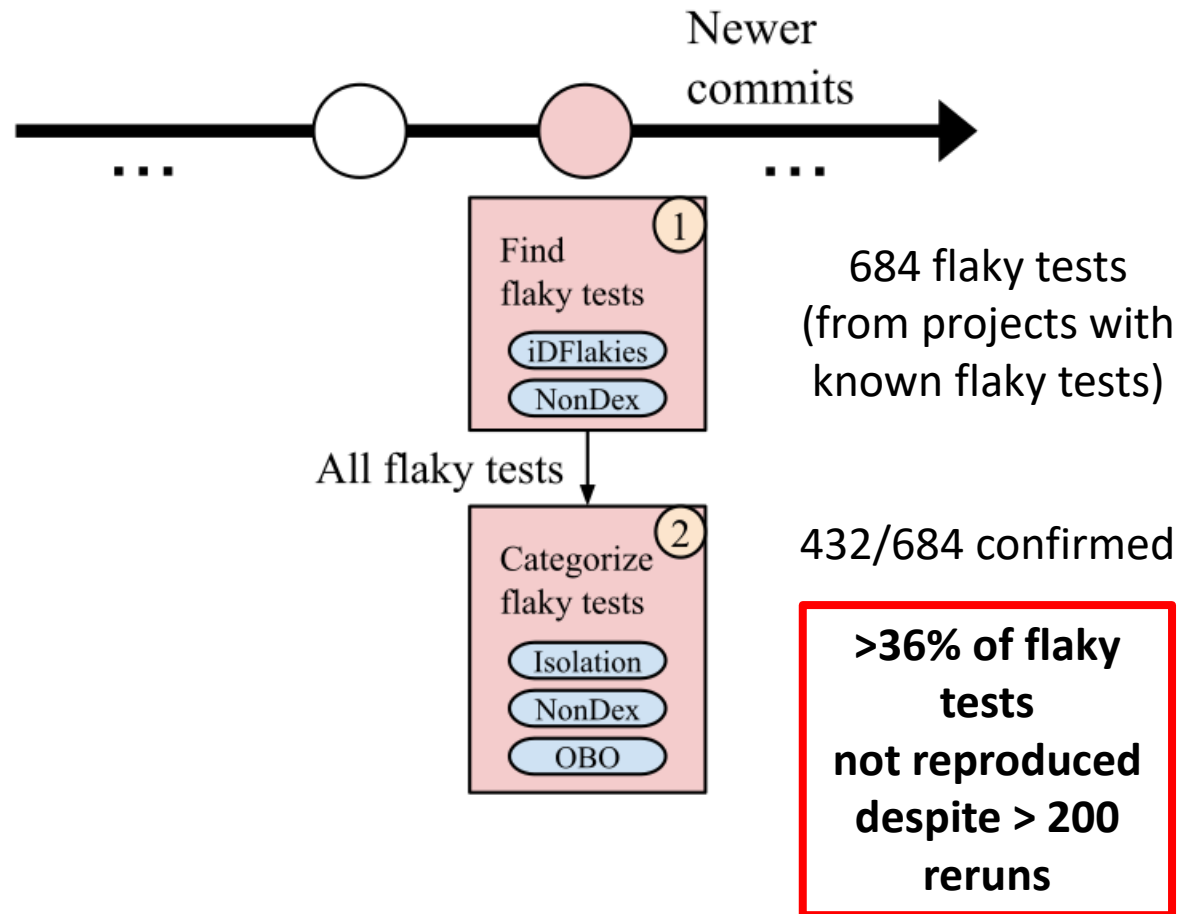 Newer
commits
...
...
1
Find
flaky tests
iDFlakies
NonDex
684 flaky tests
(from projects with
known flaky tests)
All flaky tests
2
Categorize
flaky tests
Isolation
NonDex
OBO
432/684 confirmed
>36% of flaky
tests
not reproduced
despite > 200
reruns